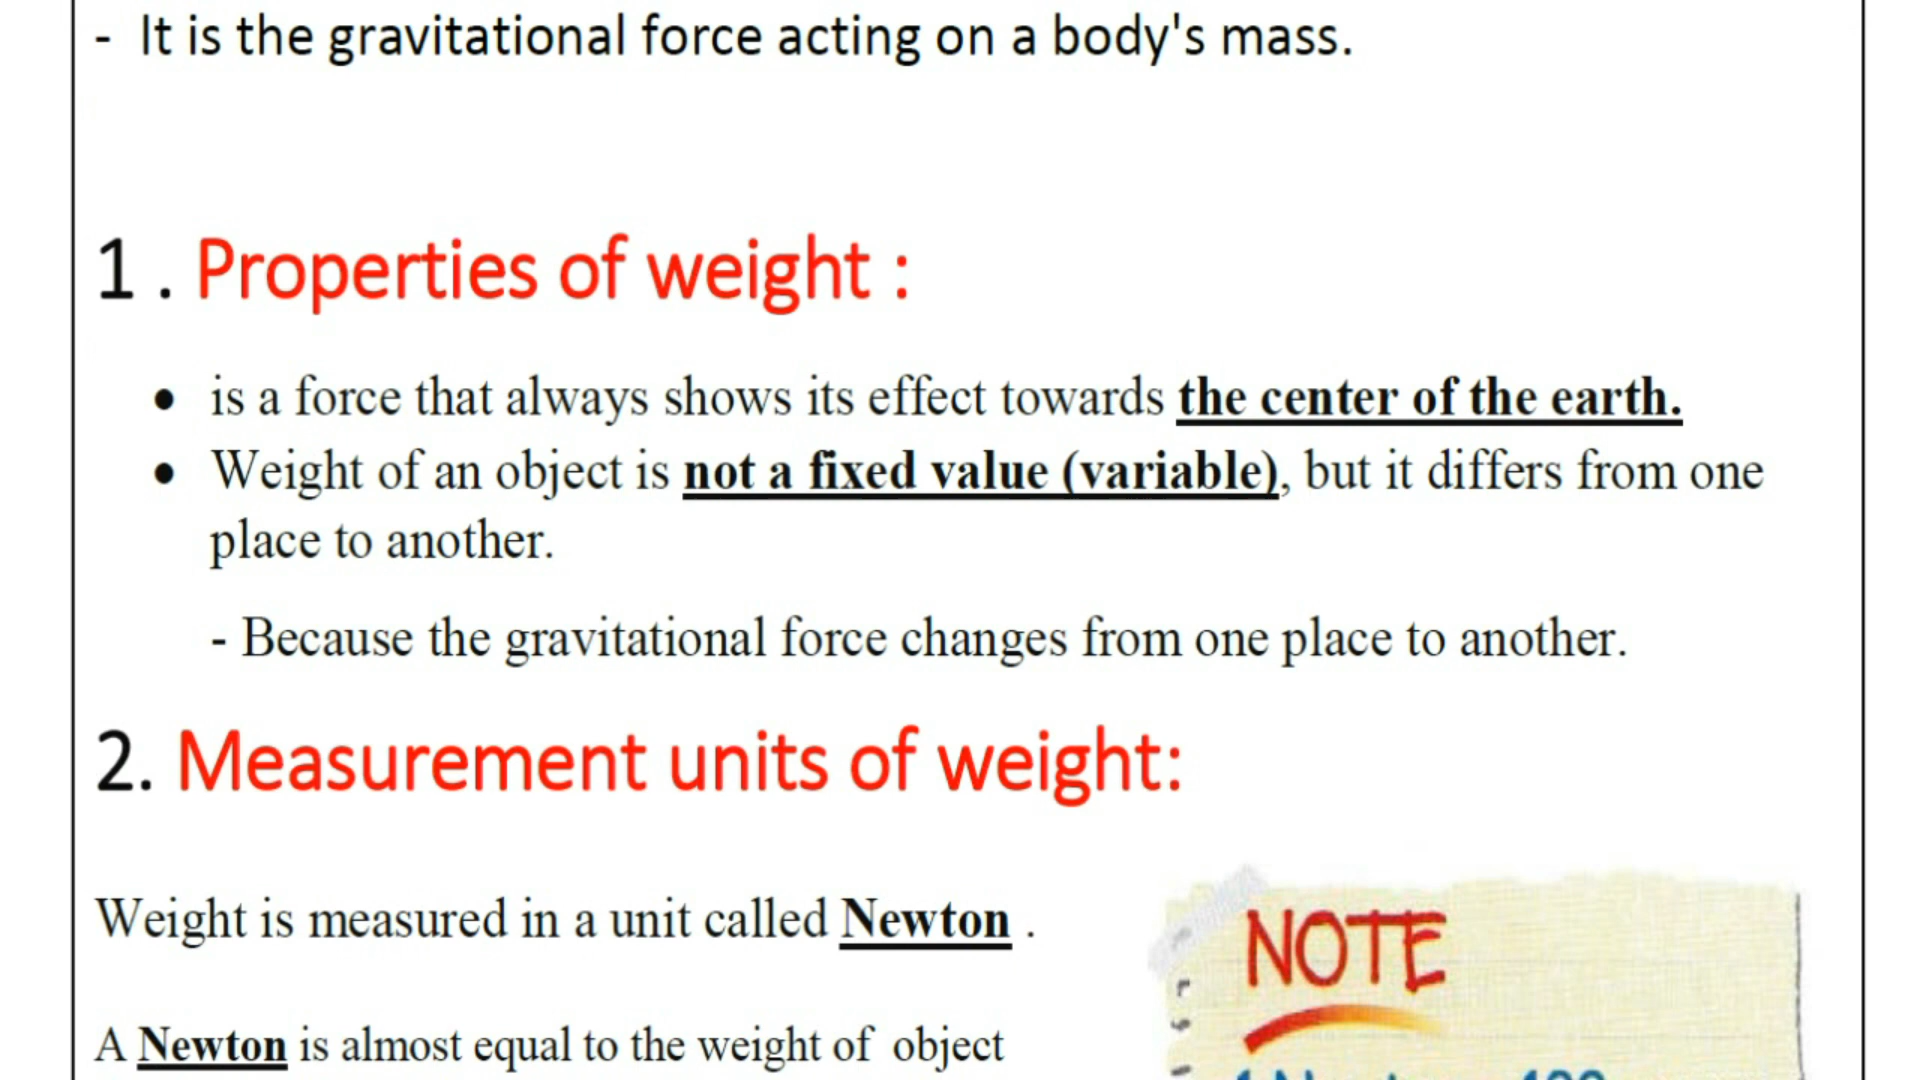 - It is the gravitational force acting on a body's mass.
1 . Properties of weight :
• is a force that always shows its effect towards the center of the earth.
• Weight of an object is not a fixed value (variable), but it differs from one
place to another.
- Because the gravitational force changes from one place to another.
2. Measurement units of weight:
Weight is measured in a unit called Newton .
A Newton is almost equal to the weight of object
NOTE